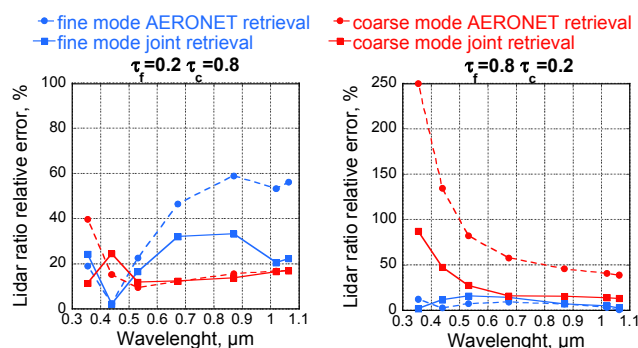 fine mode AERONET retrieval
fine mode joint retrieval
coarse mode AERONET retrieval
coarse mode joint retrieval
τf=0.2 τc=0.8
τf=0.8 τc=0.2
Lidar ratio relative error, %
100
80
60
40
20
0
0.3 0.4 0.5 0.6 0.7 0.8 0.9 1 1.1
Wavelenght, µm
Lidar ratio relative error, %
250
200
150
100
50
0
0.3 0.4 0.5 0.6 0.7 0.8 0.9 1 1.1
Wavelenght, µm